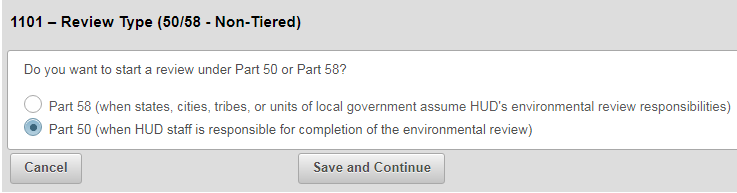 1101 – Review Type (50/58 - Non-Tiered)
Do you want to start a review under Part 50 or Part 58?
Part 58 (when states, cities, tribes, or units of local government assume HUD's environmental review responsibilities)
Part 50 (when HUD staff is responsible for completion of the environmental review)
Cancel Save and Continue